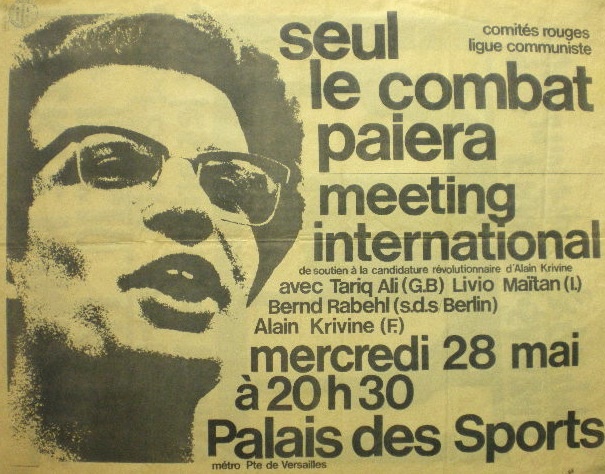 comités rouges
ligue communiste
seul
le combat
paiera
meeting
international
de soutien à la candidature révolutionnaire d'Alain Krivine
avec Tariq Ali (G.B) Livio Maïtan (I.)
Bernd Rabehl (s.d.s Berlin)
Alain Krivine (F.)
mercredi 28 mai
à 20 h 30
Palais des Sports
métro Pte de Versailles